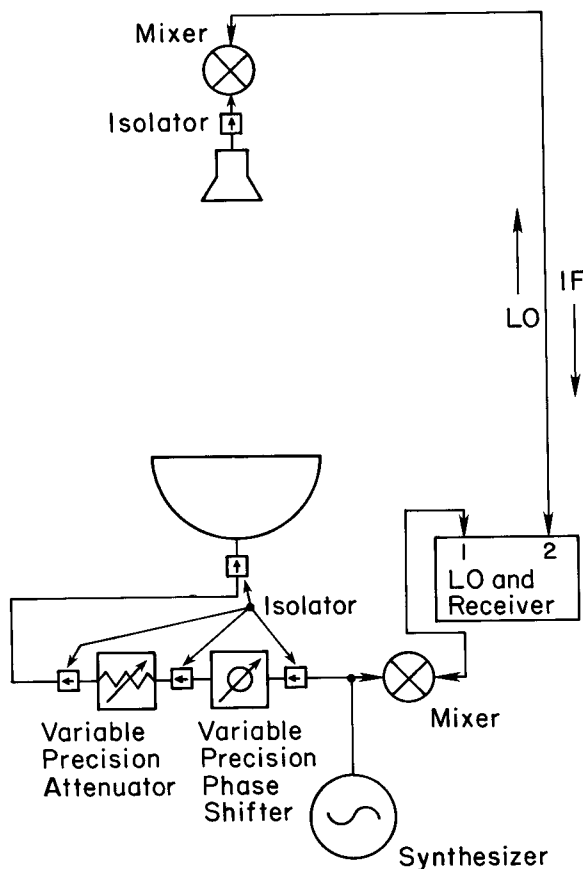 Mixer
Isolator
IF
LO
1 2
LO and
Receiver
Isolator
Mixer
Variable
Precision
Attenuator
Variable
Precision
Phase
Shifter
Synthesizer